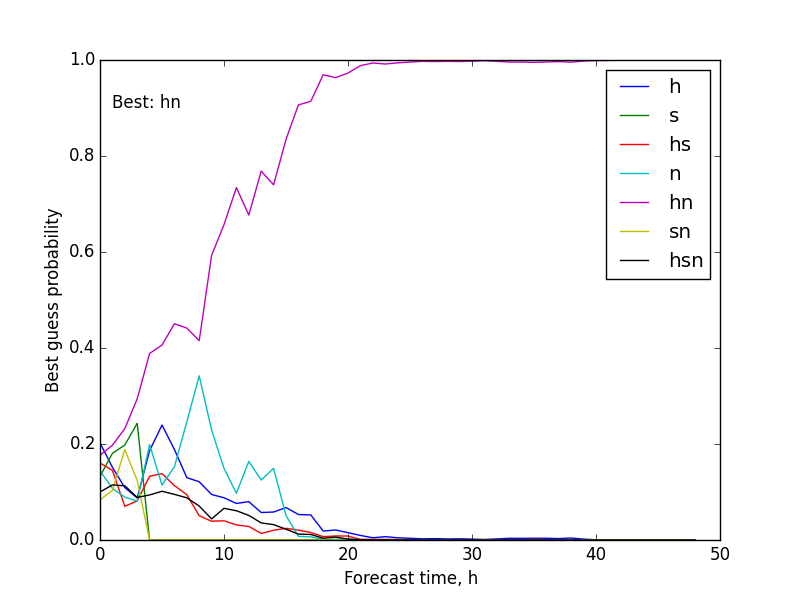 1.0
0.8
0.6
0.4
0.2
0.0
Best guess probability
Best: hn
h
s
hs
n
hn
sn
hsn
0 10 20 30 40 50
Forecast time, h